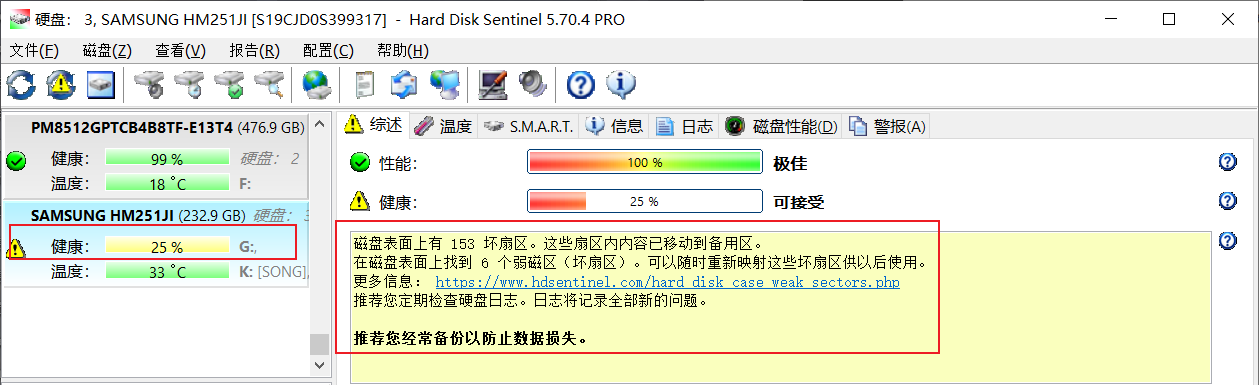 硬盘： 3, SAMSUNG HM251JI [S19CJD0S399317] - Hard Disk Sentinel 5.70.4 PRO
文件(F) 磁盘(Z) 查看(V) 报告(R) 配置(C) 帮助(H)
PM8512GPTCB4B8TF-E13T4 (476.9 GB)
健康： 99 % 硬盘： 2
温度： 18 °C F:
SAMSUNG HM251JI (232.9 GB) 硬盘： 3
健康： 25 % G:,
温度： 33 °C K: [SONG],
综述 温度 S.M.A.R.T. 信息 日志 磁盘性能(D) 警报(A)
性能： 100 % 极佳
健康： 25 % 可接受
磁盘表面上有 153 坏扇区。这些扇区内内容已移动到备用区。
在磁盘表面上找到 6 个弱磁区（坏扇区）。可以随时重新映射这些坏扇区供以后使用。
更多信息： https://www.hdsentinel.com/hard_disk_case_weak_sectors.php
推荐您定期检查硬盘日志。日志将记录全部新的问题。
推荐您经常备份以防止数据损失。